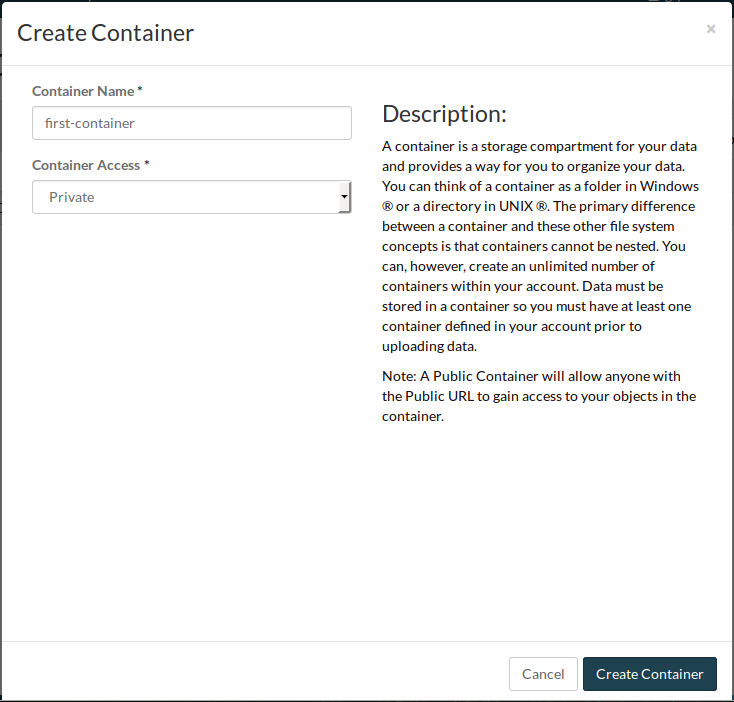 Create Container
×
Container Name *
first-container
Container Access *
Private
Description:
A container is a storage compartment for your data
and provides a way for you to organize your data.
You can think of a container as a folder in Windows
® or a directory in UNIX ®. The primary difference
between a container and these other file system
concepts is that containers cannot be nested. You
can, however, create an unlimited number of
containers within your account. Data must be
stored in a container so you must have at least one
container defined in your account prior to
uploading data.
Note: A Public Container will allow anyone with
the Public URL to gain access to your objects in the
container.
Cancel
Create Container